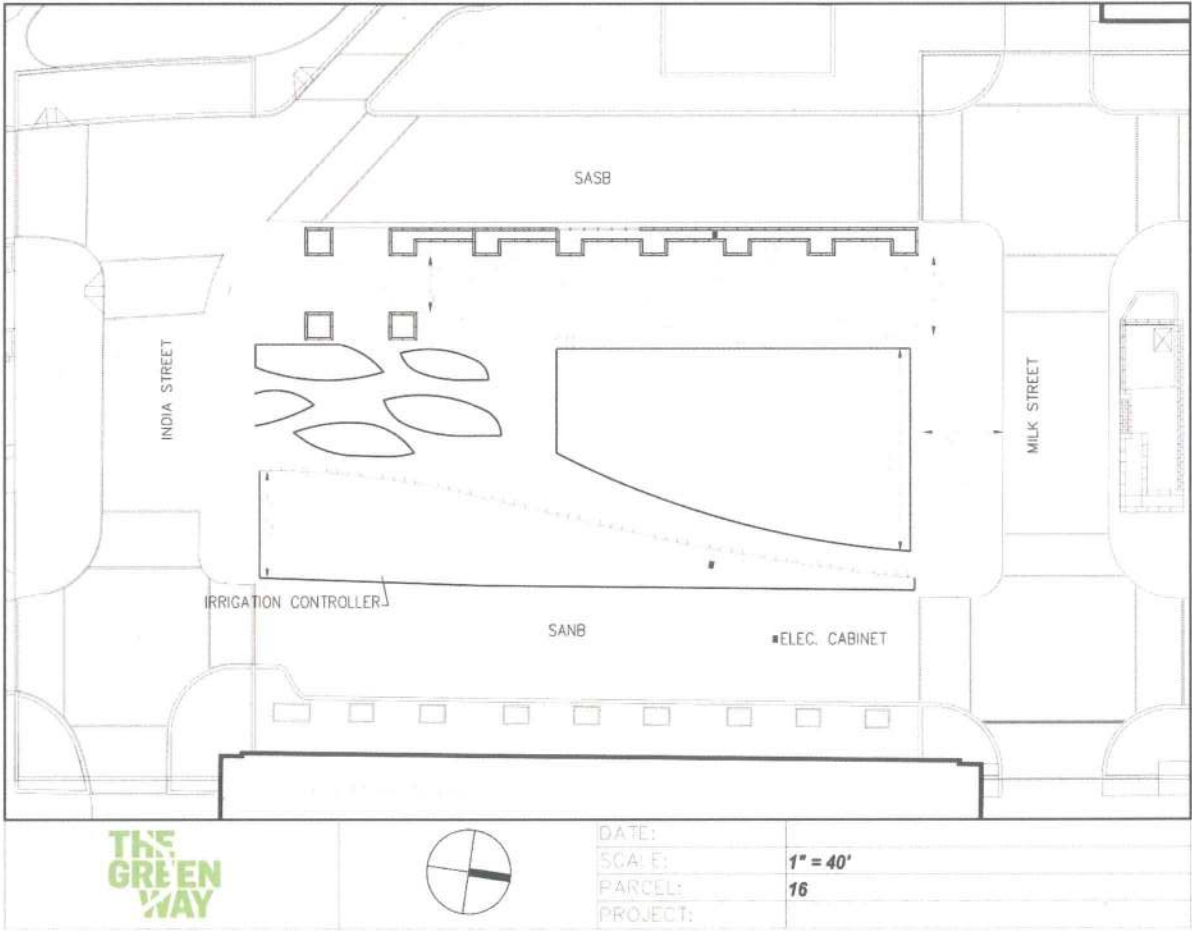 SASB
INDIA STREET
MILK STREET
IRRIGATION CONTROLLER
SANB
ELEC. CABINET
THE
GREEN
WAY
DATE:
SCALE: 1" = 40'
PARCEL: 16
PROJECT: